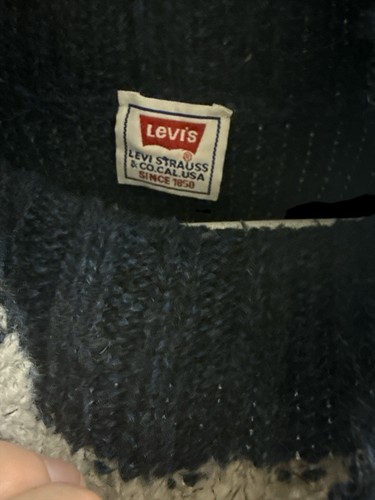 LEVI'S
®
LEVI STRAUSS
& CO.CAL.USA
SINCE 1850